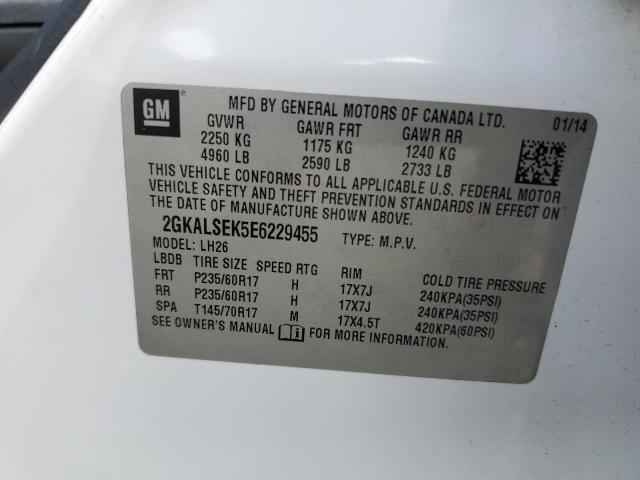 GM
MFD BY GENERAL MOTORS OF CANADA LTD. 01/14
GVWR GAWR FRT GAWR RR
2250 KG 1175 KG 1240 KG
4960 LB 2590 LB 2733 LB
THIS VEHICLE CONFORMS TO ALL APPLICABLE U.S. FEDERAL MOTOR
VEHICLE SAFETY AND THEFT PREVENTION STANDARDS IN EFFECT ON
THE DATE OF MANUFACTURE SHOWN ABOVE.
2GKALSEK5E6229455 TYPE: M.P.V.
MODEL: LH26
LBDB TIRE SIZE SPEED RTG RIM COLD TIRE PRESSURE
FRT P235/60R17 H 17X7J 240KPA(35PSI)
RR P235/60R17 H 17X7J 240KPA(35PSI)
SPA T145/70R17 M 17X4.5T 420KPA(60PSI)
SEE OWNER'S MANUAL FOR MORE INFORMATION.